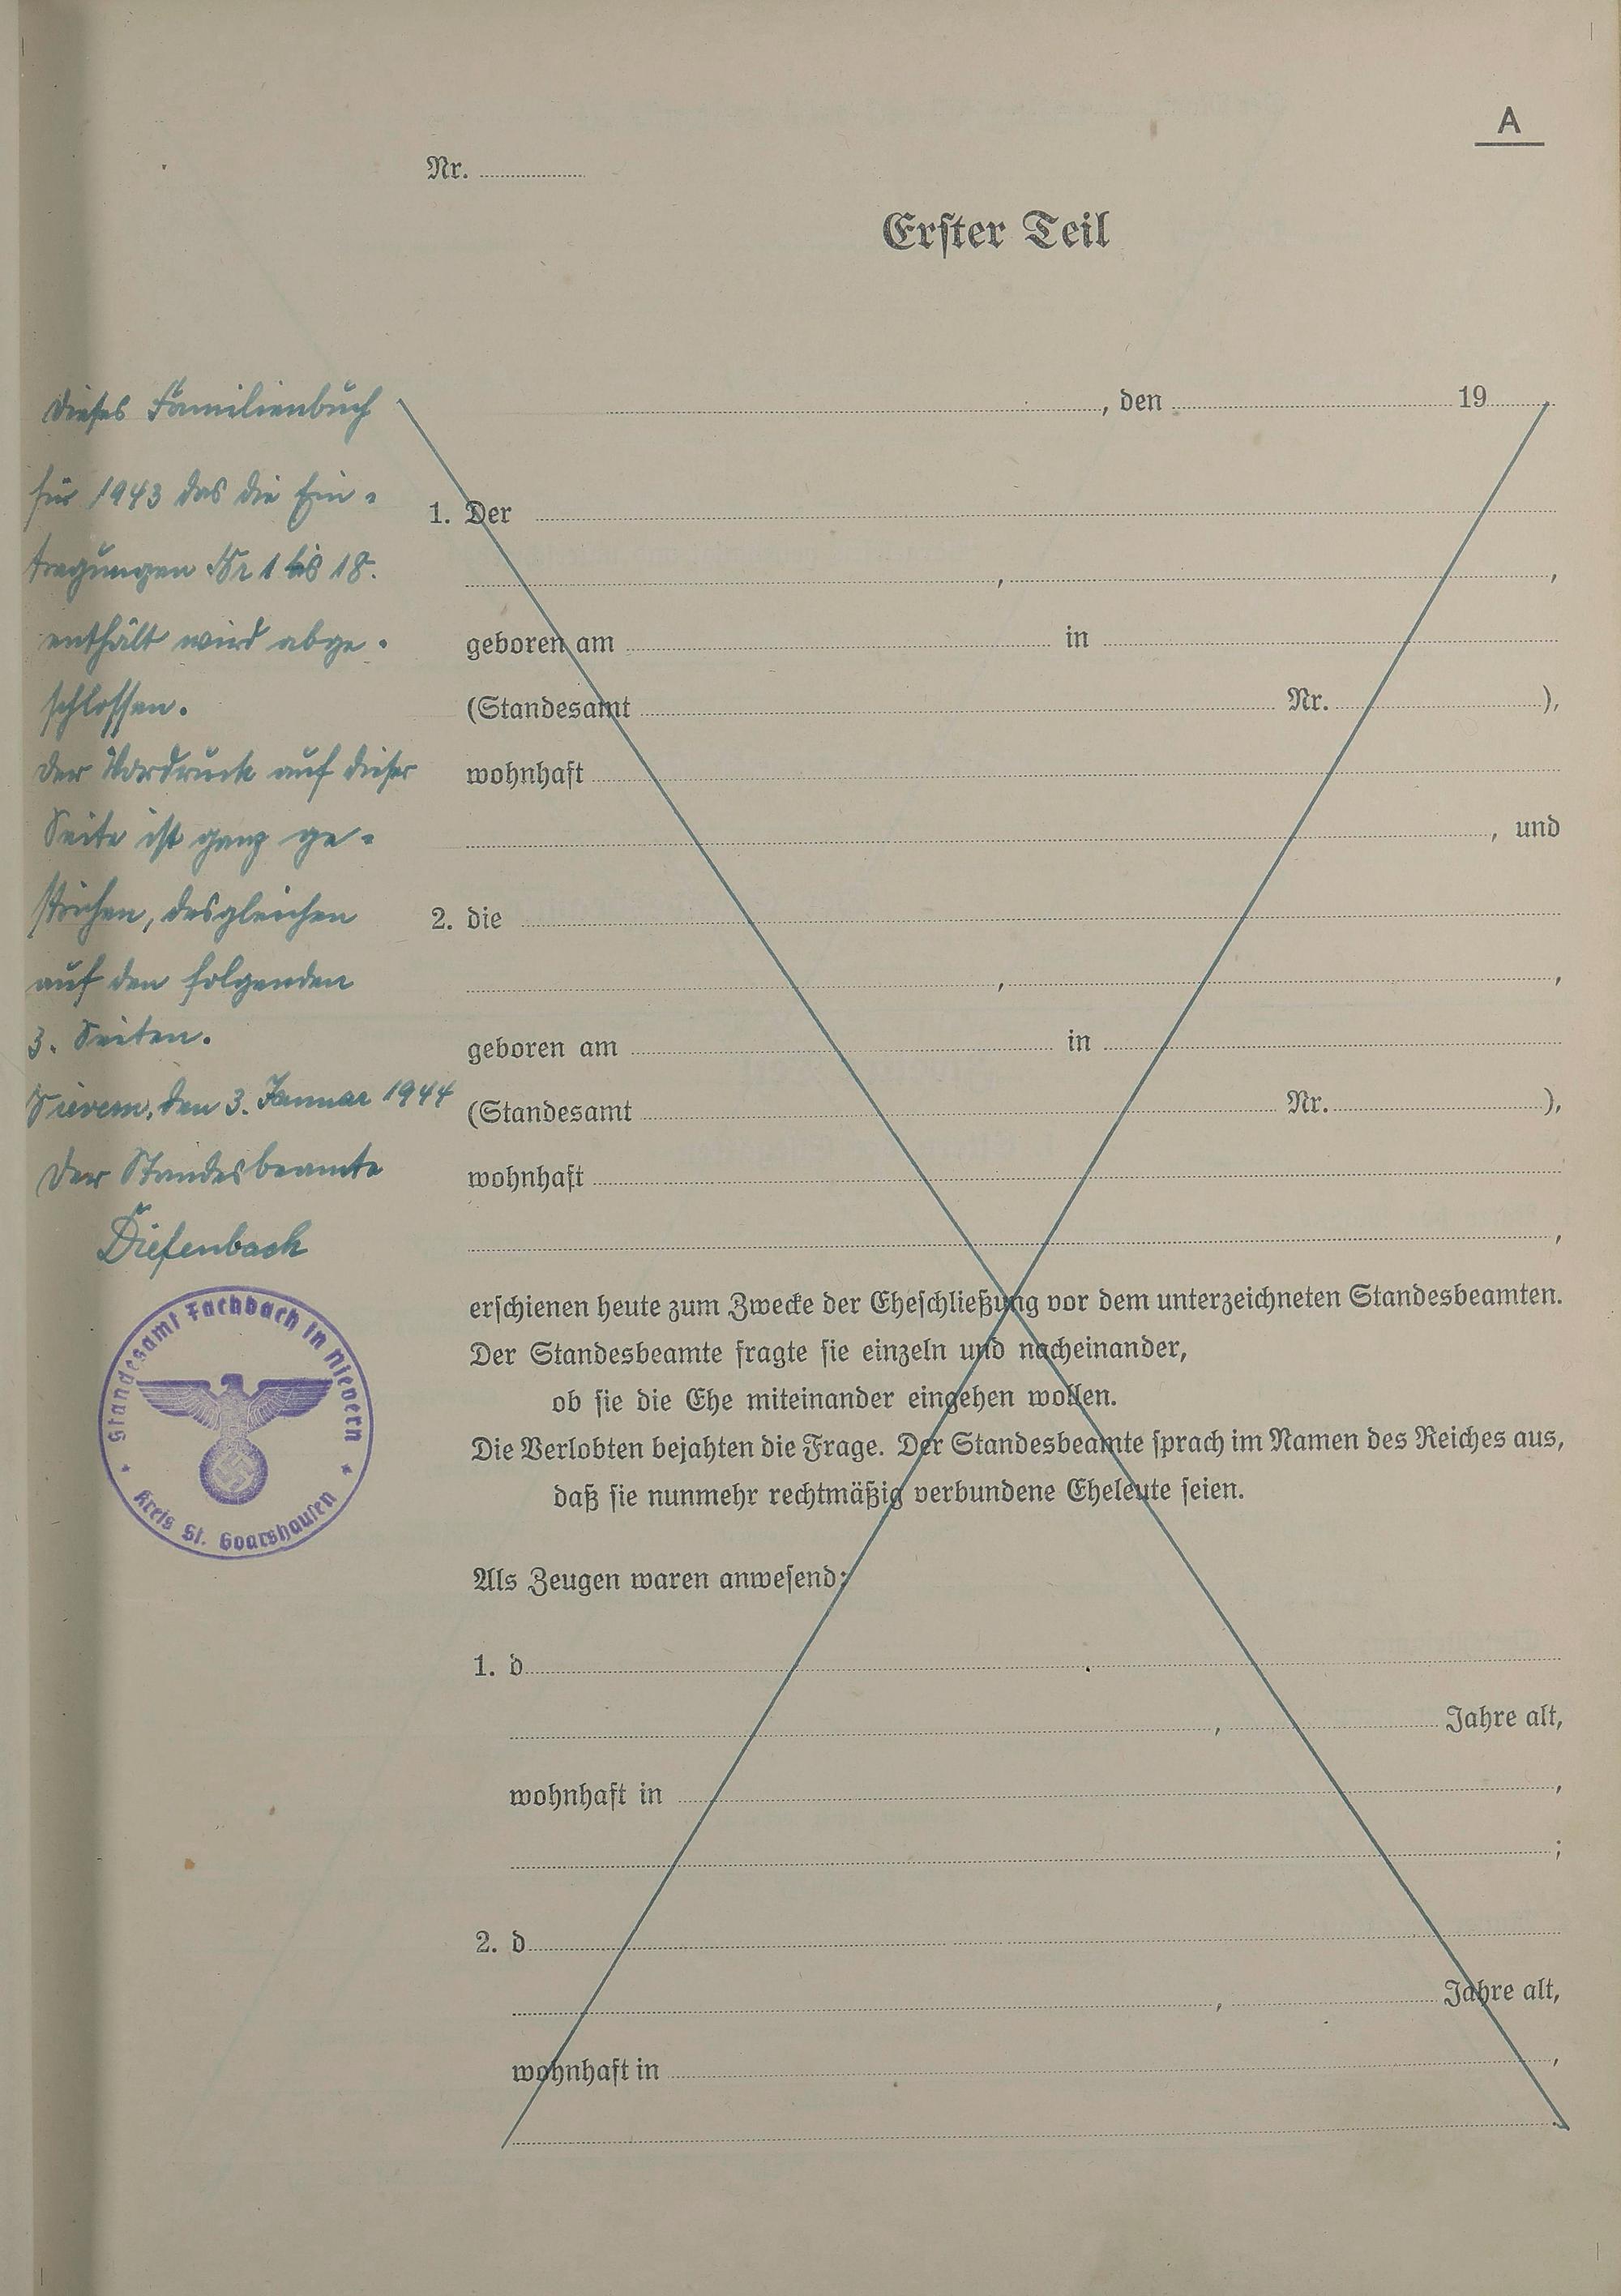 A
Nr.
Erster Teil
Dieses Familienbuch
für 1943 das die Ein-
tragungen Nr 1 bis 18.
enthält wird abge-
schlossen.
Der Vordruck auf dieser
Seite ist ganz ge-
strichen, desgleichen
auf den folgenden
3. Seiten.
Nievern, den 3. Januar 1944
Der Standesbeamte
Diefenbach
Standesamt Fachbach in Nievern
Kreis St. Goarshausen
, den 19
1. Der
, ,
geboren am in
(Standesamt Nr. ),
wohnhaft
, und
2. die
, ,
geboren am in
(Standesamt Nr. ),
wohnhaft
,
erschienen heute zum Zwecke der Eheschließung vor dem unterzeichneten Standesbeamten.
Der Standesbeamte fragte sie einzeln und nacheinander,
ob sie die Ehe miteinander eingehen wollen.
Die Verlobten bejahten die Frage. Der Standesbeamte sprach im Namen des Reiches aus,
daß sie nunmehr rechtmäßig verbundene Eheleute seien.
Als Zeugen waren anwesend:
1. d
, Jahre alt,
wohnhaft in ,
;
2. d
, Jahre alt,
wohnhaft in ,
.